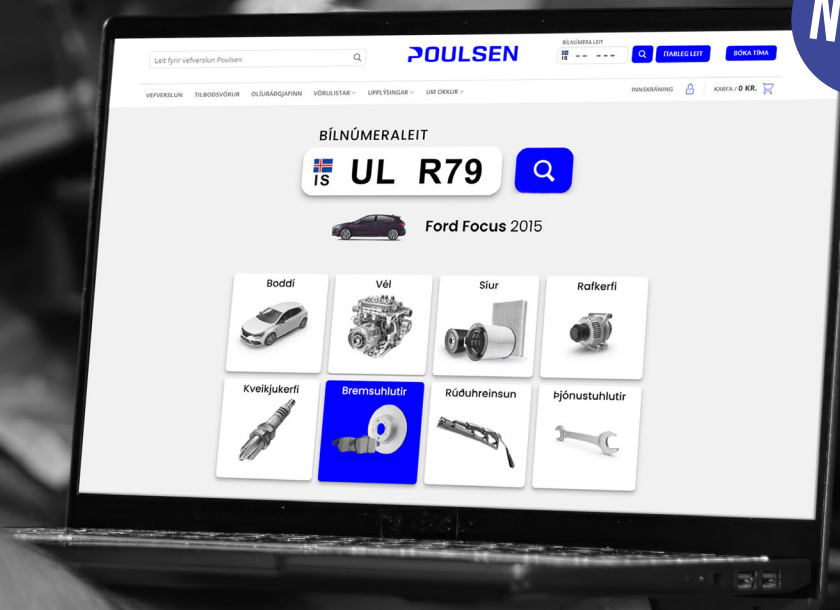 BÍLNÚMERA LEIT
Leit fyrir vefverslun Poulsen
POULSEN
IS -- ---
ÍTARLEG LEIT
BÓKA TÍMA
VEFVERSLUN TILBOÐSVÖRUR OLÍURÁÐGJAFINN VÖRULISTAR UPPLÝSINGAR UM OKKUR INNSKRÁNING KARFA / 0 KR.
BÍLNÚMERALEIT
IS UL R79
Ford Focus 2015
Boddí Vél Síur Rafkerfi
Kveikjukerfi Bremsuhlutir Rúðuhreinsun Þjónustuhlutir